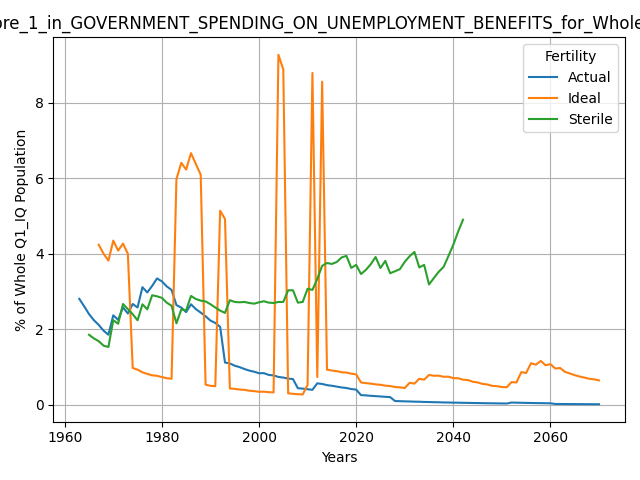 ore_1_in_GOVERNMENT_SPENDING_ON_UNEMPLOYMENT_BENEFITS_for_Whole
Fertility
Actual
Ideal
Sterile
% of Whole Q1_IQ Population
8
6
4
2
0
1960 1980 2000 2020 2040 2060
Years